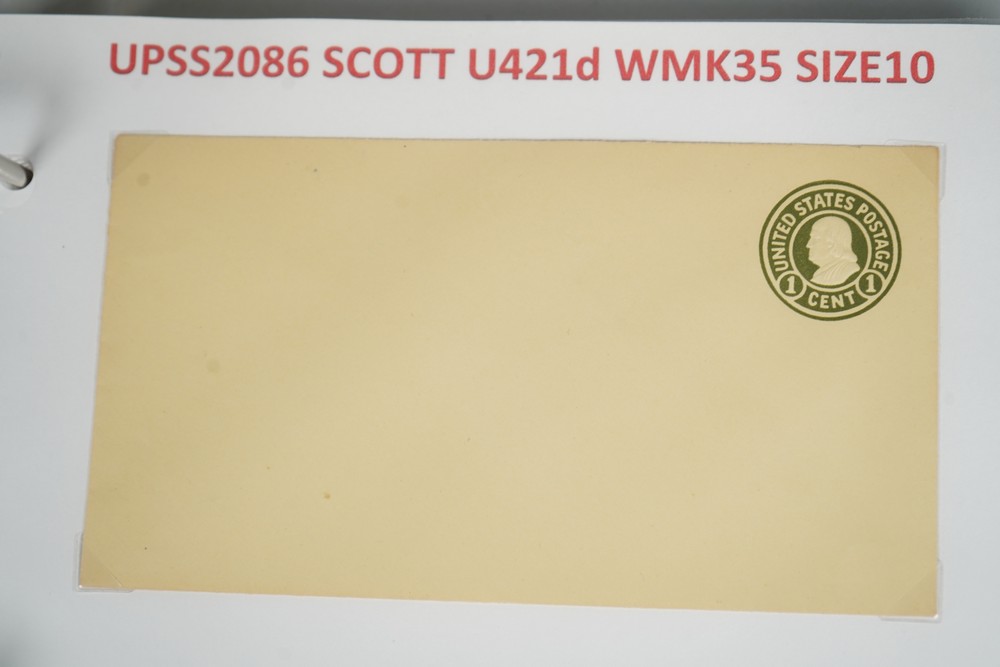 UPSS2086 SCOTT U421d WMK35 SIZE10
UNITED STATES POSTAGE
1 CENT 1